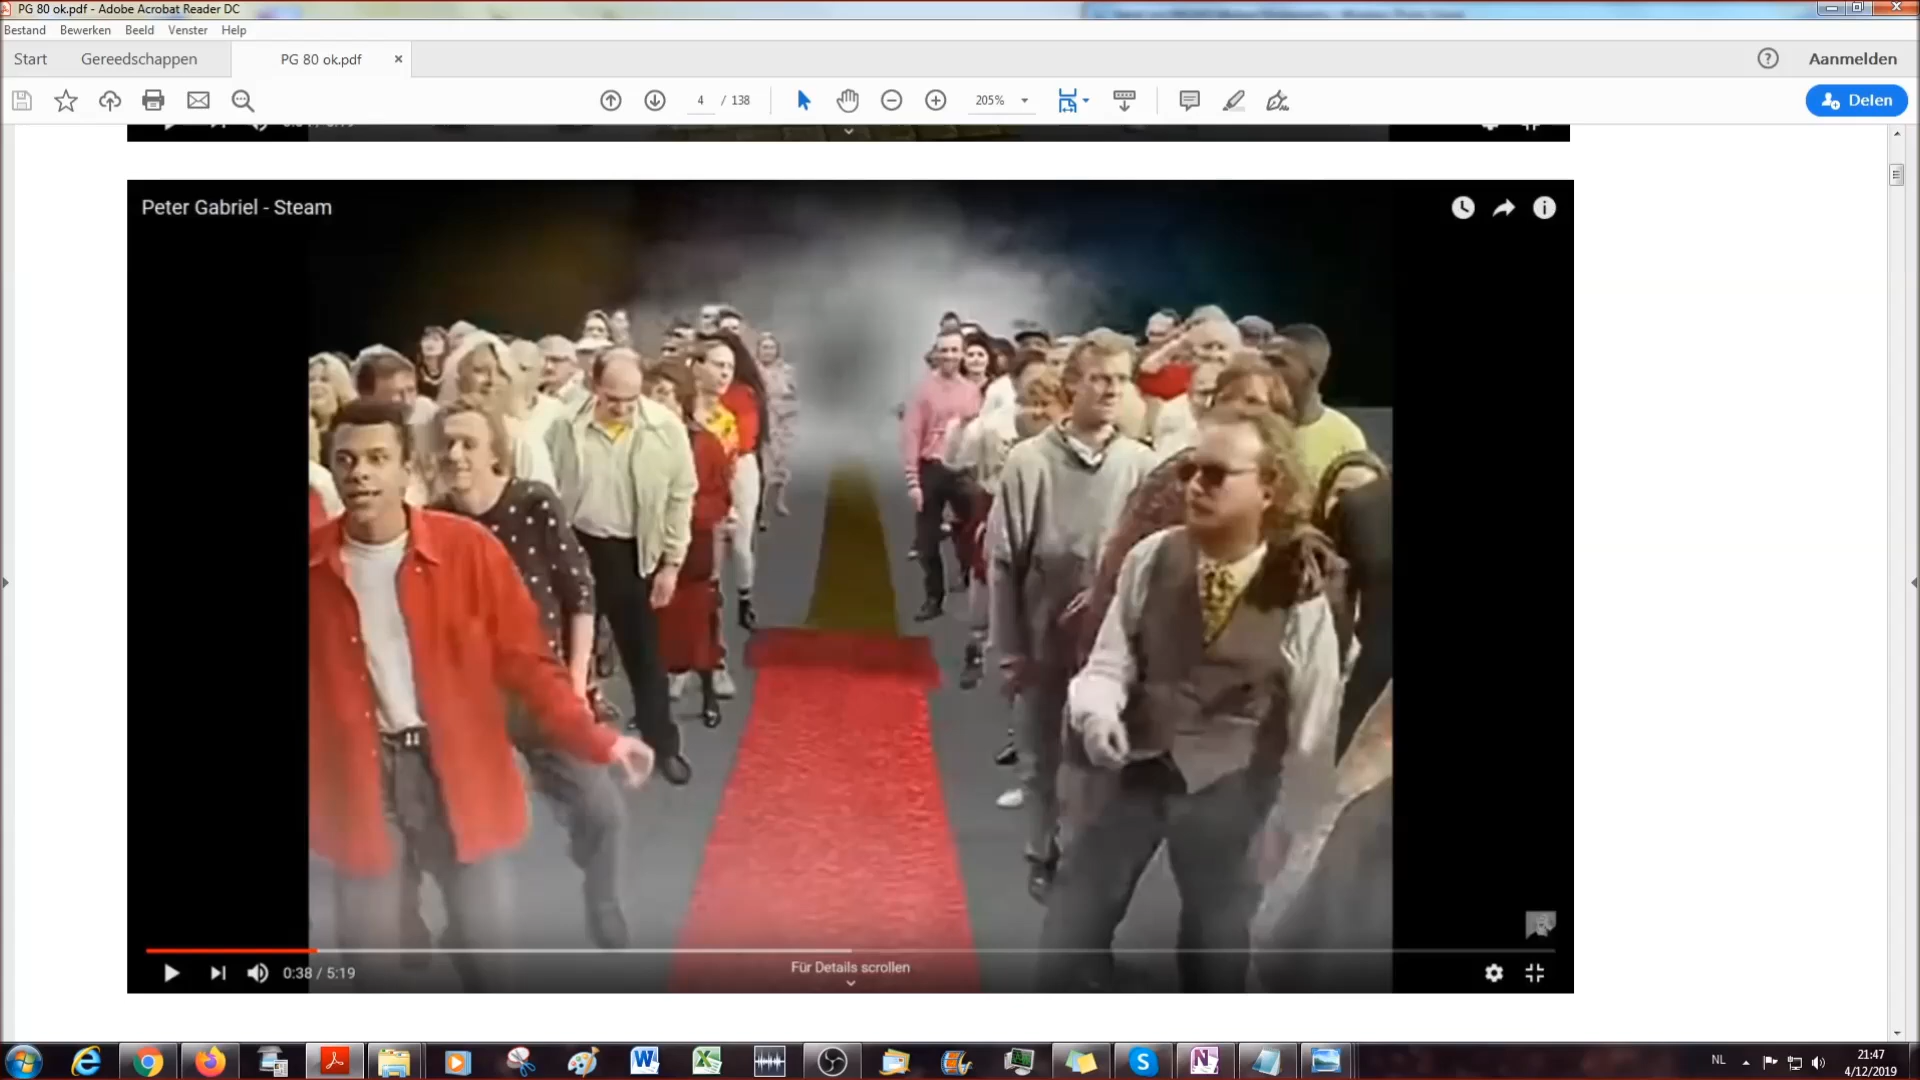 PG 80 ok.pdf - Adobe Acrobat Reader DC
Bestand Bewerken Beeld Venster Help
Start Gereedschappen PG 80 ok.pdf Aanmelden
4 / 138 205% Delen
Peter Gabriel - Steam
Für Details scrollen
0:38 / 5:19
NL 21:47
4/12/2019